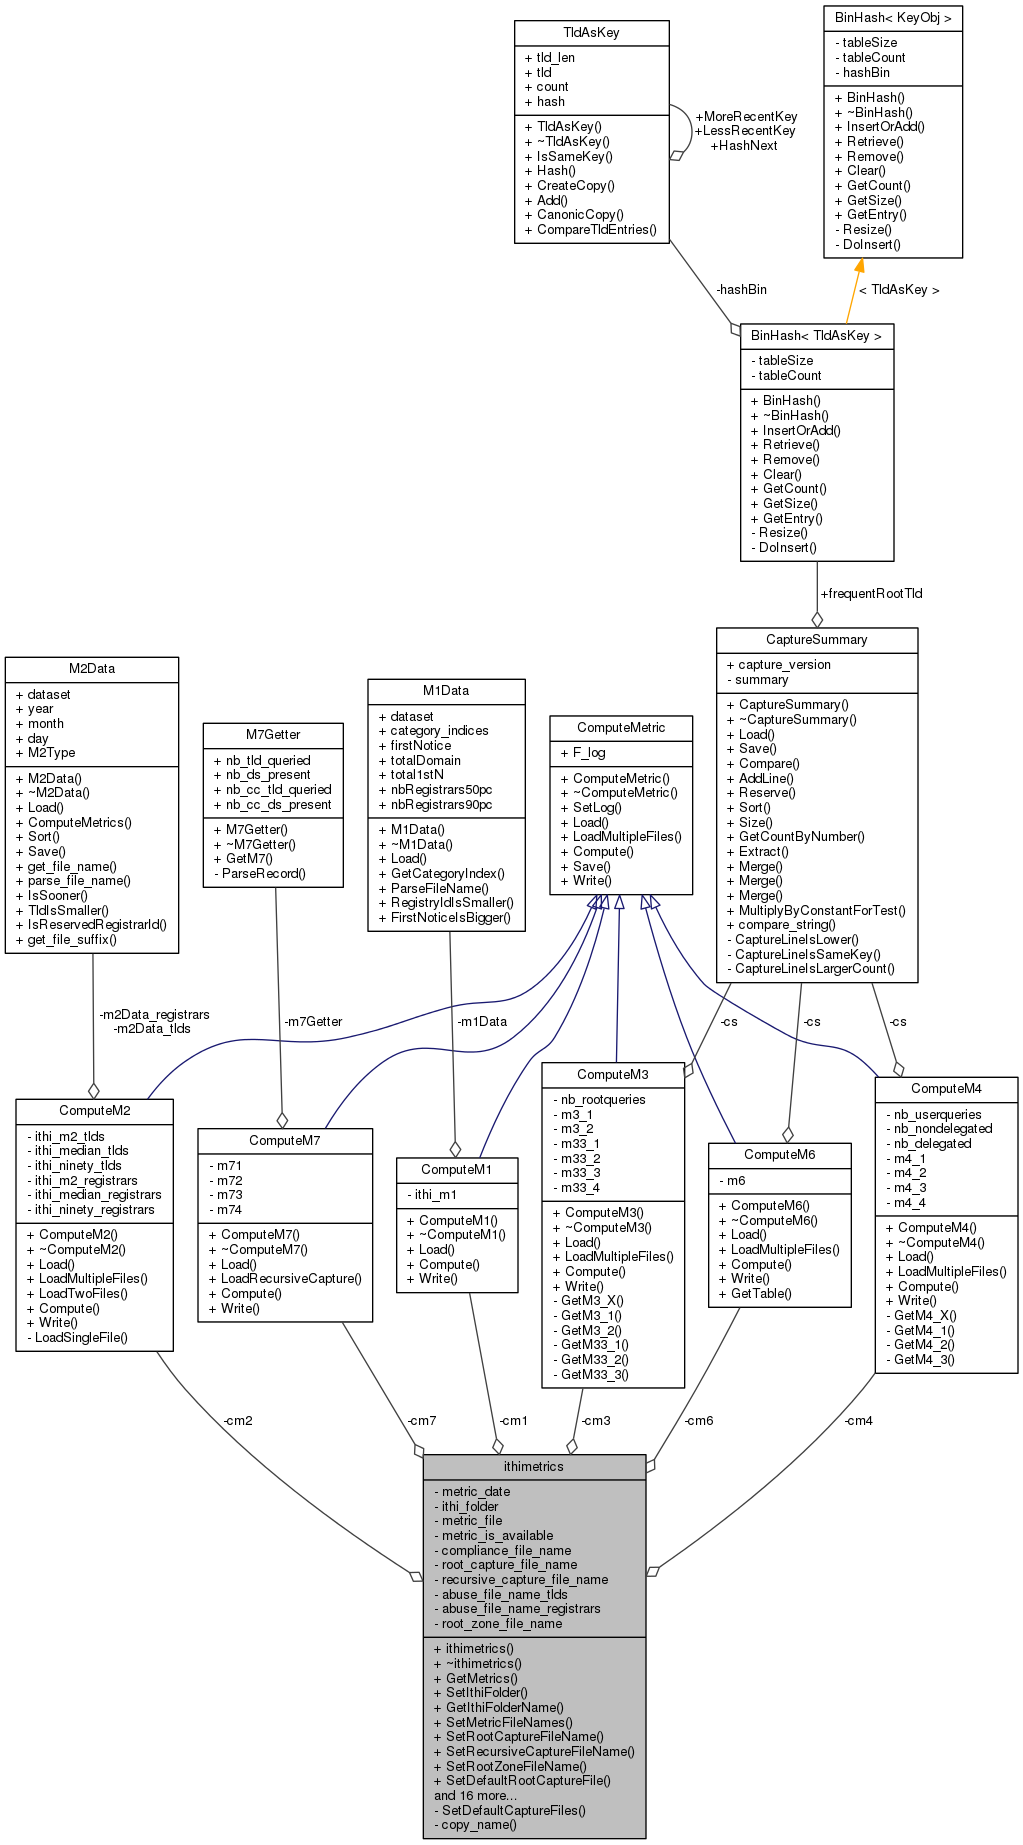 TldAsKey
+ tld_len
+ tld
+ count
+ hash
+ TldAsKey()
+ ~TldAsKey()
+ IsSameKey()
+ Hash()
+ CreateCopy()
+ Add()
+ CanonicCopy()
+ CompareTldEntries()
+MoreRecentKey
+LessRecentKey
+HashNext
BinHash< KeyObj >
- tableSize
- tableCount
- hashBin
+ BinHash()
+ ~BinHash()
+ InsertOrAdd()
+ Retrieve()
+ Remove()
+ Clear()
+ GetCount()
+ GetSize()
+ GetEntry()
- Resize()
- DoInsert()
-hashBin
< TldAsKey >
BinHash< TldAsKey >
- tableSize
- tableCount
+ BinHash()
+ ~BinHash()
+ InsertOrAdd()
+ Retrieve()
+ Remove()
+ Clear()
+ GetCount()
+ GetSize()
+ GetEntry()
- Resize()
- DoInsert()
+frequentRootTld
M2Data
+ dataset
+ year
+ month
+ day
+ M2Type
+ M2Data()
+ ~M2Data()
+ Load()
+ ComputeMetrics()
+ Sort()
+ Save()
+ get_file_name()
+ parse_file_name()
+ IsSooner()
+ TldIsSmaller()
+ IsReservedRegistrarId()
+ get_file_suffix()
M7Getter
+ nb_tld_queried
+ nb_ds_present
+ nb_cc_tld_queried
+ nb_cc_ds_present
+ M7Getter()
+ ~M7Getter()
+ GetM7()
- ParseRecord()
M1Data
+ dataset
+ category_indices
+ firstNotice
+ totalDomain
+ total1stN
+ nbRegistrars50pc
+ nbRegistrars90pc
+ M1Data()
+ ~M1Data()
+ Load()
+ GetCategoryIndex()
+ ParseFileName()
+ RegistryIdIsSmaller()
+ FirstNoticeIsBigger()
ComputeMetric
+ F_log
+ ComputeMetric()
+ ~ComputeMetric()
+ SetLog()
+ Load()
+ LoadMultipleFiles()
+ Compute()
+ Save()
+ Write()
CaptureSummary
+ capture_version
- summary
+ CaptureSummary()
+ ~CaptureSummary()
+ Load()
+ Save()
+ Compare()
+ AddLine()
+ Reserve()
+ Sort()
+ Size()
+ GetCountByNumber()
+ Extract()
+ Merge()
+ Merge()
+ Merge()
+ MultiplyByConstantForTest()
+ compare_string()
- CaptureLineIsLower()
- CaptureLineIsSameKey()
- CaptureLineIsLargerCount()
-m2Data_registrars
-m2Data_tlds
-m7Getter
-m1Data
-cs
-cs
-cs
ComputeM2
- ithi_m2_tlds
- ithi_median_tlds
- ithi_ninety_tlds
- ithi_m2_registrars
- ithi_median_registrars
- ithi_ninety_registrars
+ ComputeM2()
+ ~ComputeM2()
+ Load()
+ LoadMultipleFiles()
+ LoadTwoFiles()
+ Compute()
+ Write()
- LoadSingleFile()
ComputeM7
- m71
- m72
- m73
- m74
+ ComputeM7()
+ ~ComputeM7()
+ Load()
+ LoadRecursiveCapture()
+ Compute()
+ Write()
ComputeM1
- ithi_m1
+ ComputeM1()
+ ~ComputeM1()
+ Load()
+ Compute()
+ Write()
ComputeM3
- nb_rootqueries
- m3_1
- m3_2
- m33_1
- m33_2
- m33_3
- m33_4
+ ComputeM3()
+ ~ComputeM3()
+ Load()
+ LoadMultipleFiles()
+ Compute()
+ Write()
- GetM3_X()
- GetM3_1()
- GetM3_2()
- GetM33_1()
- GetM33_2()
- GetM33_3()
ComputeM6
- m6
+ ComputeM6()
+ ~ComputeM6()
+ Load()
+ LoadMultipleFiles()
+ Compute()
+ Write()
+ GetTable()
ComputeM4
- nb_userqueries
- nb_nondelegated
- nb_delegated
- m4_1
- m4_2
- m4_3
- m4_4
+ ComputeM4()
+ ~ComputeM4()
+ Load()
+ LoadMultipleFiles()
+ Compute()
+ Write()
- GetM4_X()
- GetM4_1()
- GetM4_2()
- GetM4_3()
-cm2
-cm7
-cm1
-cm3
-cm6
-cm4
ithimetrics
- metric_date
- ithi_folder
- metric_file
- metric_is_available
- compliance_file_name
- root_capture_file_name
- recursive_capture_file_name
- abuse_file_name_tlds
- abuse_file_name_registrars
- root_zone_file_name
+ ithimetrics()
+ ~ithimetrics()
+ GetMetrics()
+ SetIthiFolder()
+ GetIthiFolderName()
+ SetMetricFileNames()
+ SetRootCaptureFileName()
+ SetRecursiveCaptureFileName()
+ SetRootZoneFileName()
+ SetDefaultRootCaptureFile()
and 16 more...
- SetDefaultCaptureFiles()
- copy_name()